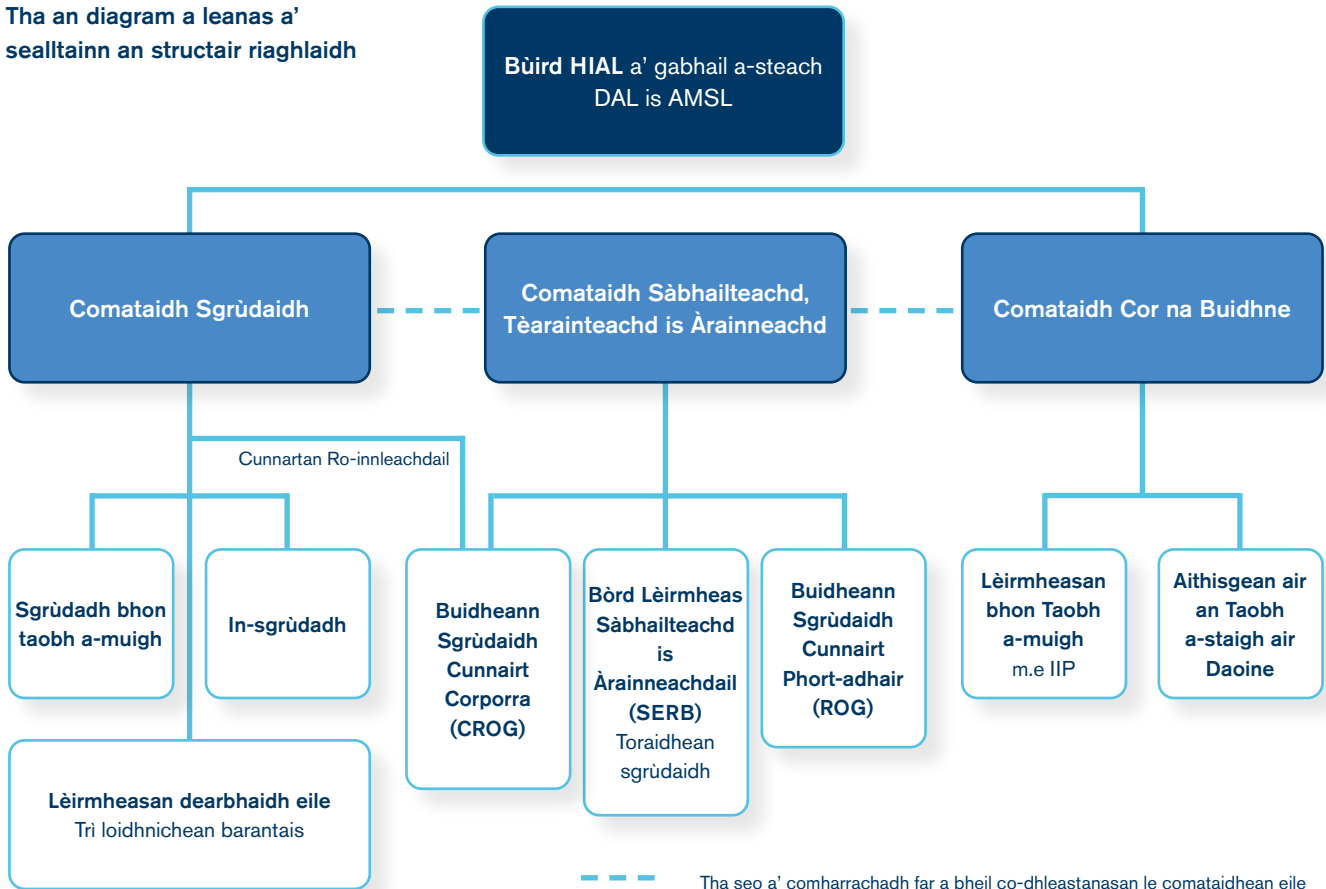 Tha an diagram a leanas a'
sealltainn an structair riaghlaidh
Bùird HIAL a' gabhail a-steach
DAL is AMSL
Comataidh Sgrùdaidh
Comataidh Sàbhailteachd,
Tèarainteachd is Àrainneachd
Comataidh Cor na Buidhne
Cunnartan Ro-innleachdail
Sgrùdadh bhon
taobh a-muigh
In-sgrùdadh
Buidheann
Sgrùdaidh
Cunnairt
Corporra
(CROG)
Bòrd Lèirmheas
Sàbhailteachd
is
Àrainneachdail
(SERB)
Toraidhean
sgrùdaidh
Buidheann
Sgrùdaidh
Cunnairt
Phort-adhair
(ROG)
Lèirmheasan
bhon Taobh
a-muigh
m.e IIP
Aithisgean air
an Taobh
a-staigh air
Daoine
Lèirmheasan dearbhaidh eile
Trì loidhnichean barantais
Tha seo a' comharrachadh far a bheil co-dhleastanasan le comataidhean eile